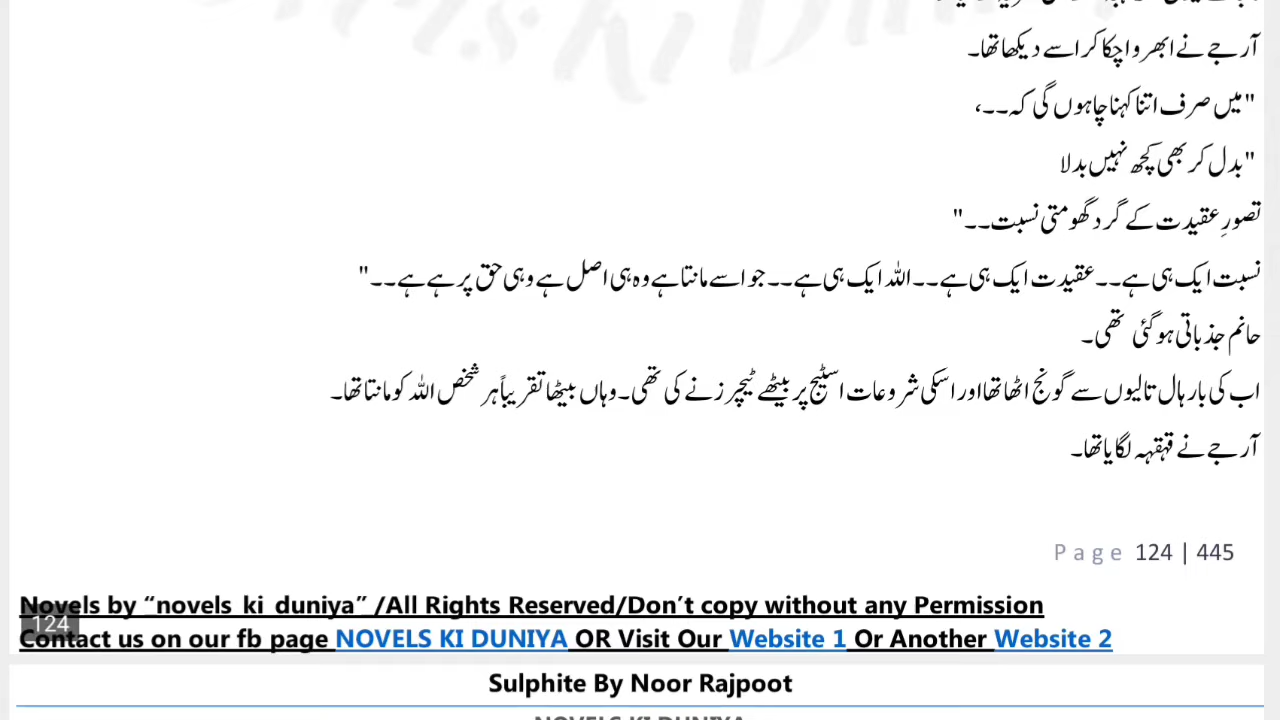 آر جے نے ابھر واچکا کر اسے دیکھا تھا۔
"میں صرف اتنا کہنا چاہوں گی کہ۔۔،
"بدل کر بھی کچھ نہیں بدلا
تصورِ عقیدت کے گرد گھومتی نسبت۔۔"
نسبت ایک ہی ہے۔۔ عقیدت ایک ہی ہے۔۔ اللہ ایک ہی ہے۔۔ جو اسے مانتا ہے وہ ہی اصل ہے وہی حق پر ہے ہے۔۔"
حانم جذباتی ہو گئی تھی۔
اب کی بار ہال تالیوں سے گونج اٹھا تھا اور اسکی شروعات اسٹیج پر بیٹھے ٹیچرز نے کی تھی۔ وہاں بیٹھا تقریباً ہر شخص اللہ کو مانتا تھا۔
آر جے نے قہقہہ لگایا تھا۔
Page 124 | 445
Novels by “novels_ki_duniya” /All Rights Reserved/Don’t copy without any Permission
124
Contact us on our fb page NOVELS KI DUNIYA OR Visit Our Website 1 Or Another Website 2
Sulphite By Noor Rajpoot
NOVELS KI DUNIYA